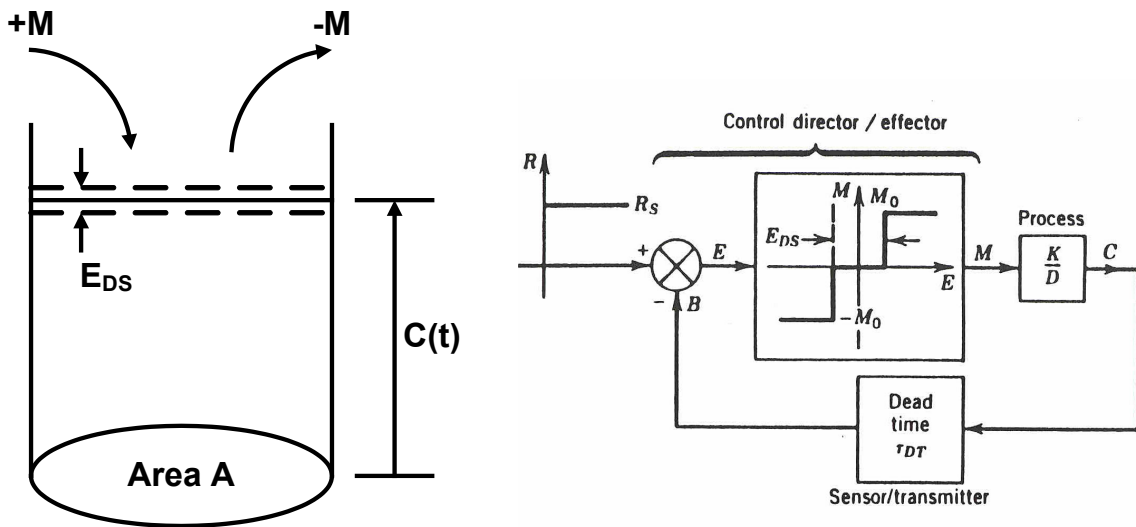 +M
-M
E_DS
C(t)
Area A
Control director / effector
R
R_S
M
M_0
E_DS
E
-M_0
+
E
-
B
M
Process
K
D
C
Dead
time
τ_DT
Sensor/transmitter